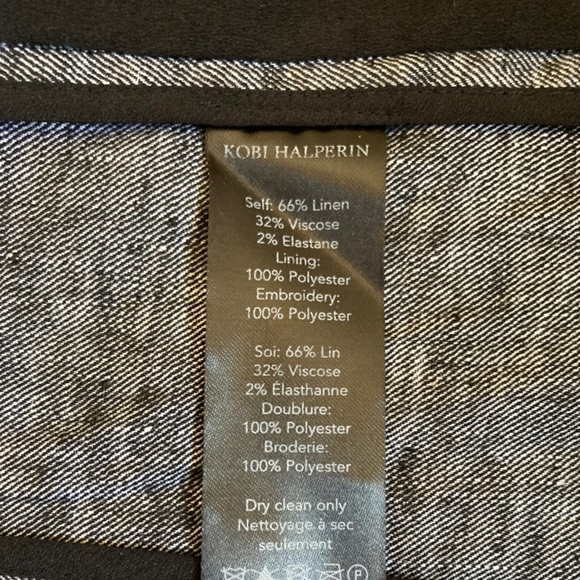 KOBI HALPERIN
Self: 66% Linen
32% Viscose
2% Elastane
Lining:
100% Polyester
Embroidery:
100% Polyester
Soi: 66% Lin
32% Viscose
2% Élasthanne
Doublure:
100% Polyester
Broderie:
100% Polyester
Dry clean only
Nettoyage à sec
seulement
P